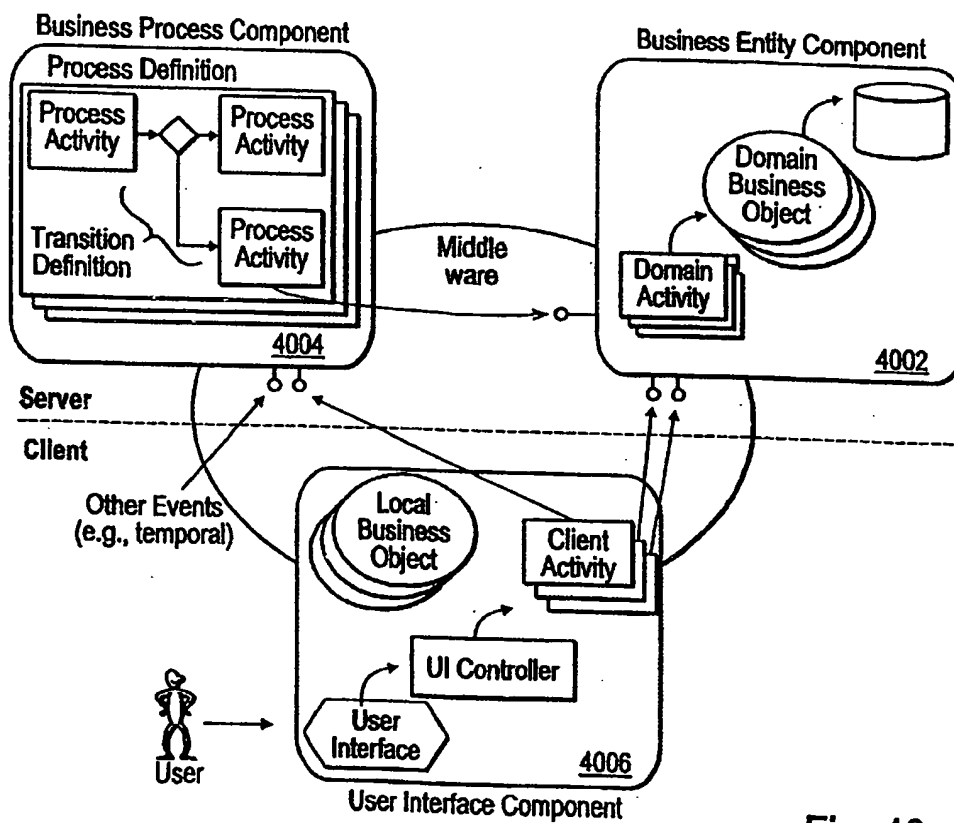 Business Process Component
Process Definition
Process
Activity
Process
Activity
Process
Activity
Transition
Definition
4004
Middle
ware
Business Entity Component
Domain
Business
Object
Domain
Activity
4002
Server
Client
Other Events
(e.g., temporal)
Local
Business
Object
Client
Activity
UI Controller
User
Interface
4006
User
User Interface Component